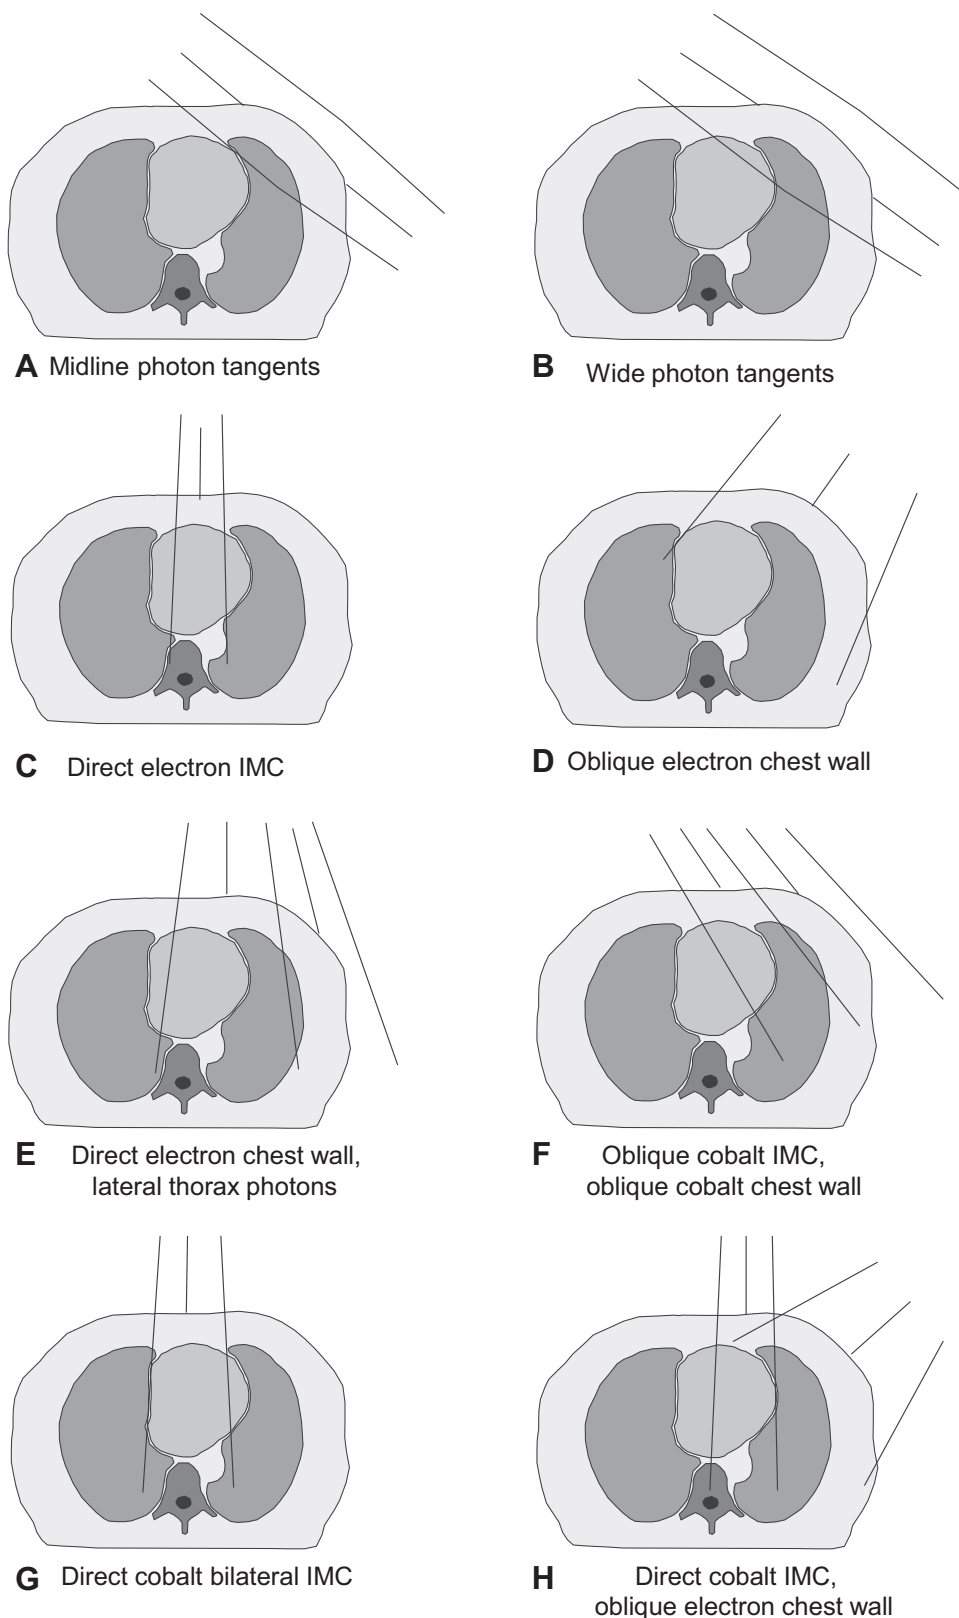 A Midline photon tangents
B Wide photon tangents
C Direct electron IMC
D Oblique electron chest wall
E Direct electron chest wall,
lateral thorax photons
F Oblique cobalt IMC,
oblique cobalt chest wall
G Direct cobalt bilateral IMC
H Direct cobalt IMC,
oblique electron chest wall